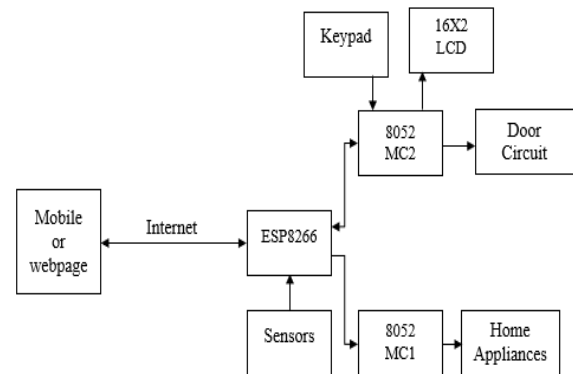 Keypad
16X2
LCD
8052
MC2
Door
Circuit
Mobile
or
webpage
Internet
ESP8266
Sensors
8052
MC1
Home
Appliances